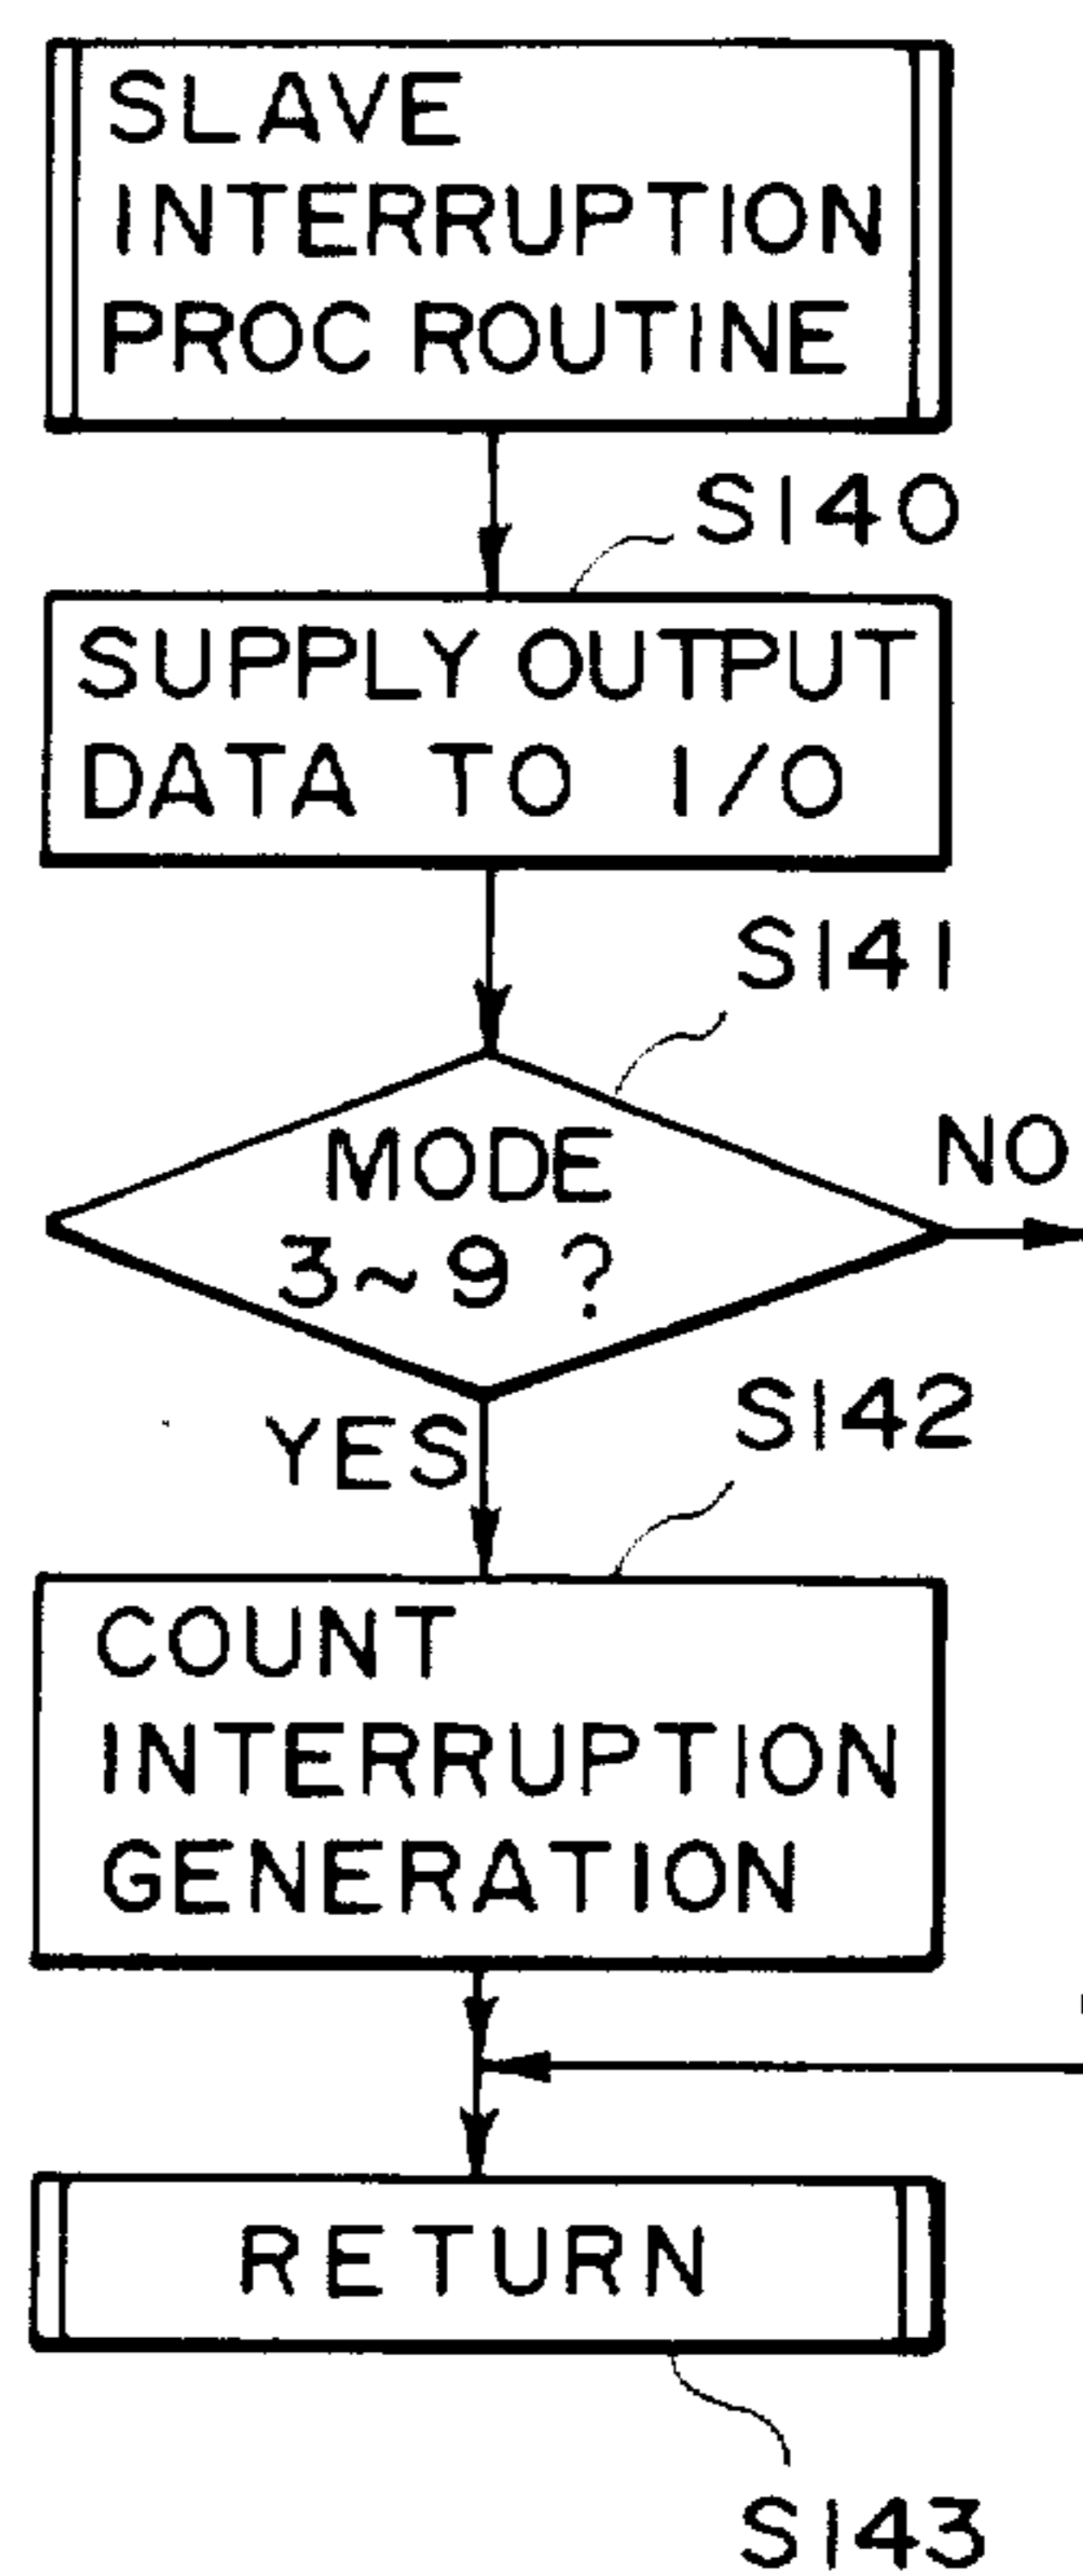 SLAVE
INTERRUPTION
PROC ROUTINE
S140
SUPPLY OUTPUT
DATA TO I/O
S141
MODE
3~9 ?
NO
YES
S142
COUNT
INTERRUPTION
GENERATION
RETURN
S143